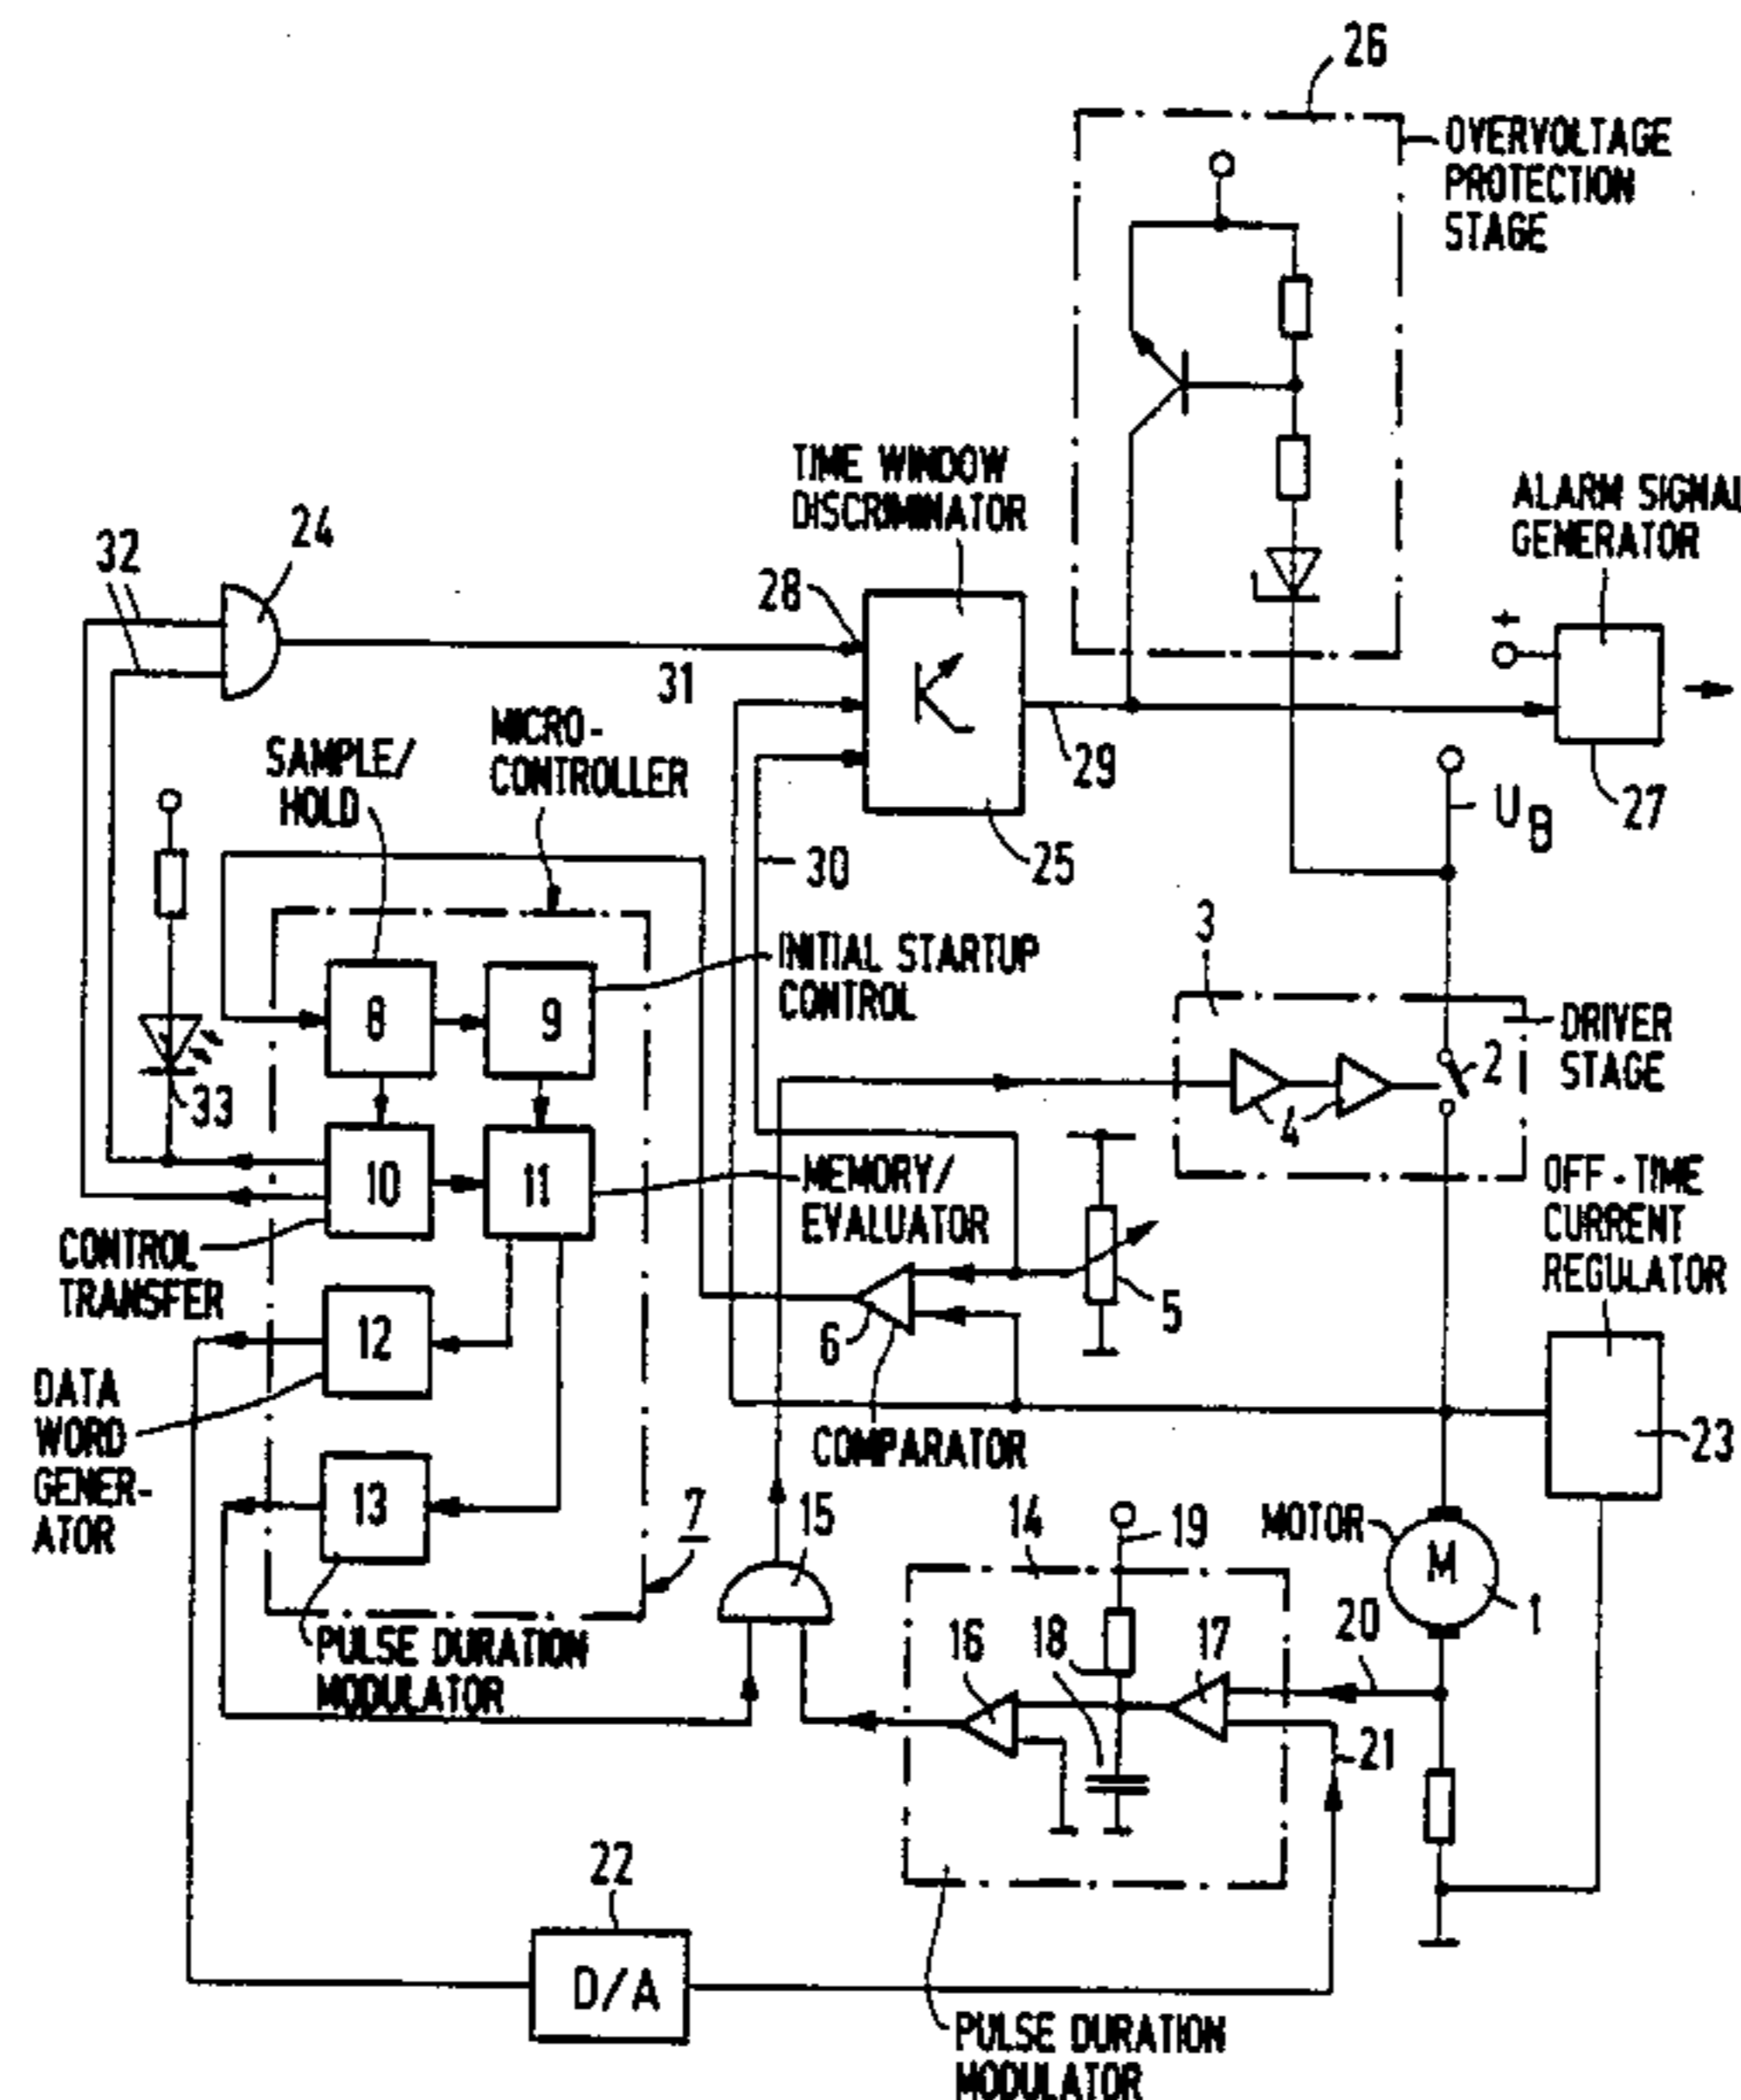 26
OVERVOLTAGE
PROTECTION
STAGE
TIME WINDOW
DISCRIMINATOR
ALARM SIGNAL
GENERATOR
32
24
28
+
31
29
27
U B
25
30
SAMPLE/
HOLD
MICRO-
CONTROLLER
INITIAL STARTUP
CONTROL
3
DRIVER
STAGE
8
9
2
4
33
10
11
MEMORY/
EVALUATOR
OFF-TIME
CURRENT
REGULATOR
CONTROL
TRANSFER
12
6
5
DATA
WORD
GENER-
ATOR
COMPARATOR
23
13
7
15
14
19
MOTOR
M
1
PULSE DURATION
MODULATOR
16
18
17
20
21
22
D/A
PULSE DURATION
MODULATOR